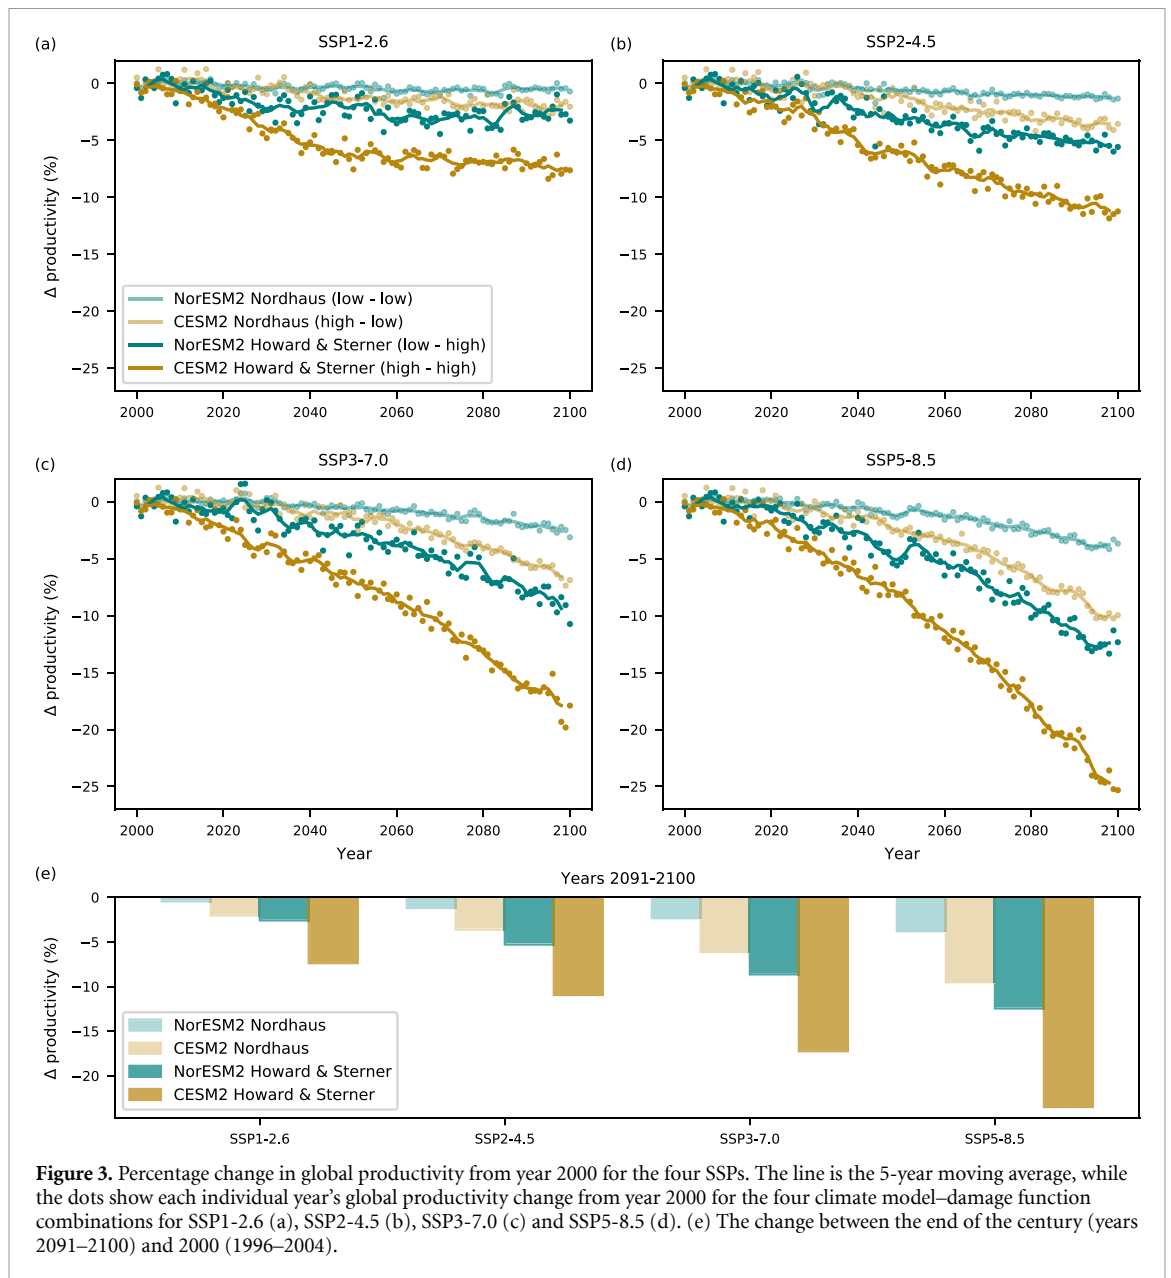 (a)
SSP1-2.6
(b)
SSP2-4.5
Δ productivity (%)
0
−5
−10
−15
−20
−25
NorESM2 Nordhaus (low - low)
CESM2 Nordhaus (high - low)
NorESM2 Howard & Sterner (low - high)
CESM2 Howard & Sterner (high - high)
2000 2020 2040 2060 2080 2100
0
−5
−10
−15
−20
−25
2000 2020 2040 2060 2080 2100
(c)
SSP3-7.0
(d)
SSP5-8.5
Δ productivity (%)
0
−5
−10
−15
−20
−25
2000 2020 2040 2060 2080 2100
Year
Δ productivity (%)
0
−5
−10
−15
−20
−25
2000 2020 2040 2060 2080 2100
Year
Δ productivity (%)
(e)
Years 2091-2100
Δ productivity (%)
0
−5
−10
−15
−20
NorESM2 Nordhaus
CESM2 Nordhaus
NorESM2 Howard & Sterner
CESM2 Howard & Sterner
SSP1-2.6 SSP2-4.5 SSP3-7.0 SSP5-8.5
Figure 3. Percentage change in global productivity from year 2000 for the four SSPs. The line is the 5-year moving average, while
the dots show each individual year's global productivity change from year 2000 for the four climate model–damage function
combinations for SSP1-2.6 (a), SSP2-4.5 (b), SSP3-7.0 (c) and SSP5-8.5 (d). (e) The change between the end of the century (years
2091–2100) and 2000 (1996–2004).